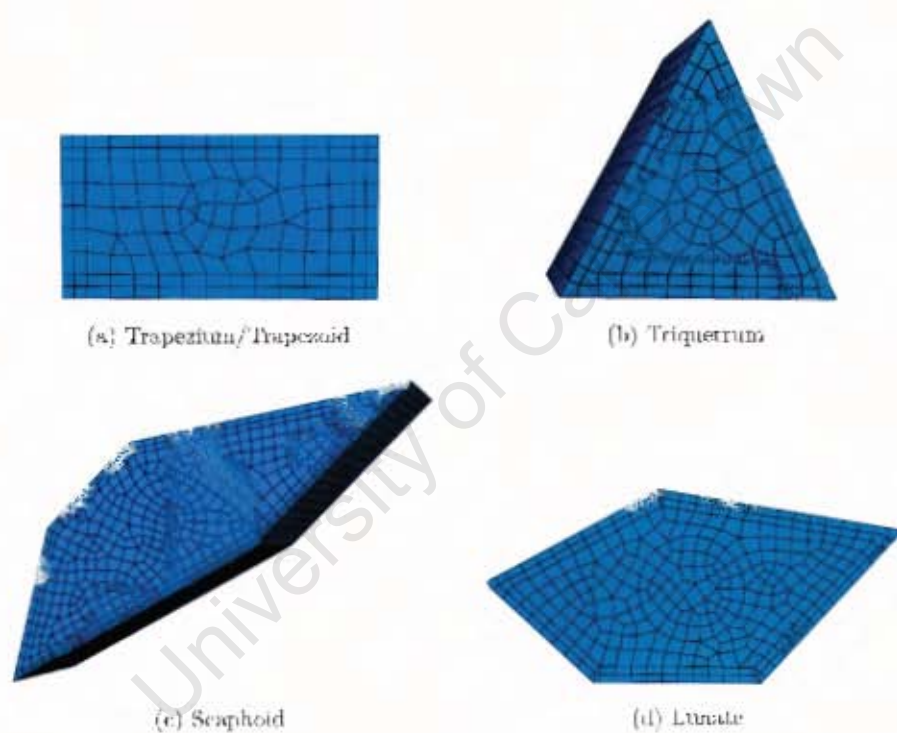 (a) Trapezium/Trapezoid
(b) Triquetrum
(c) Scaphoid
(d) Lunate
University of Cape Town